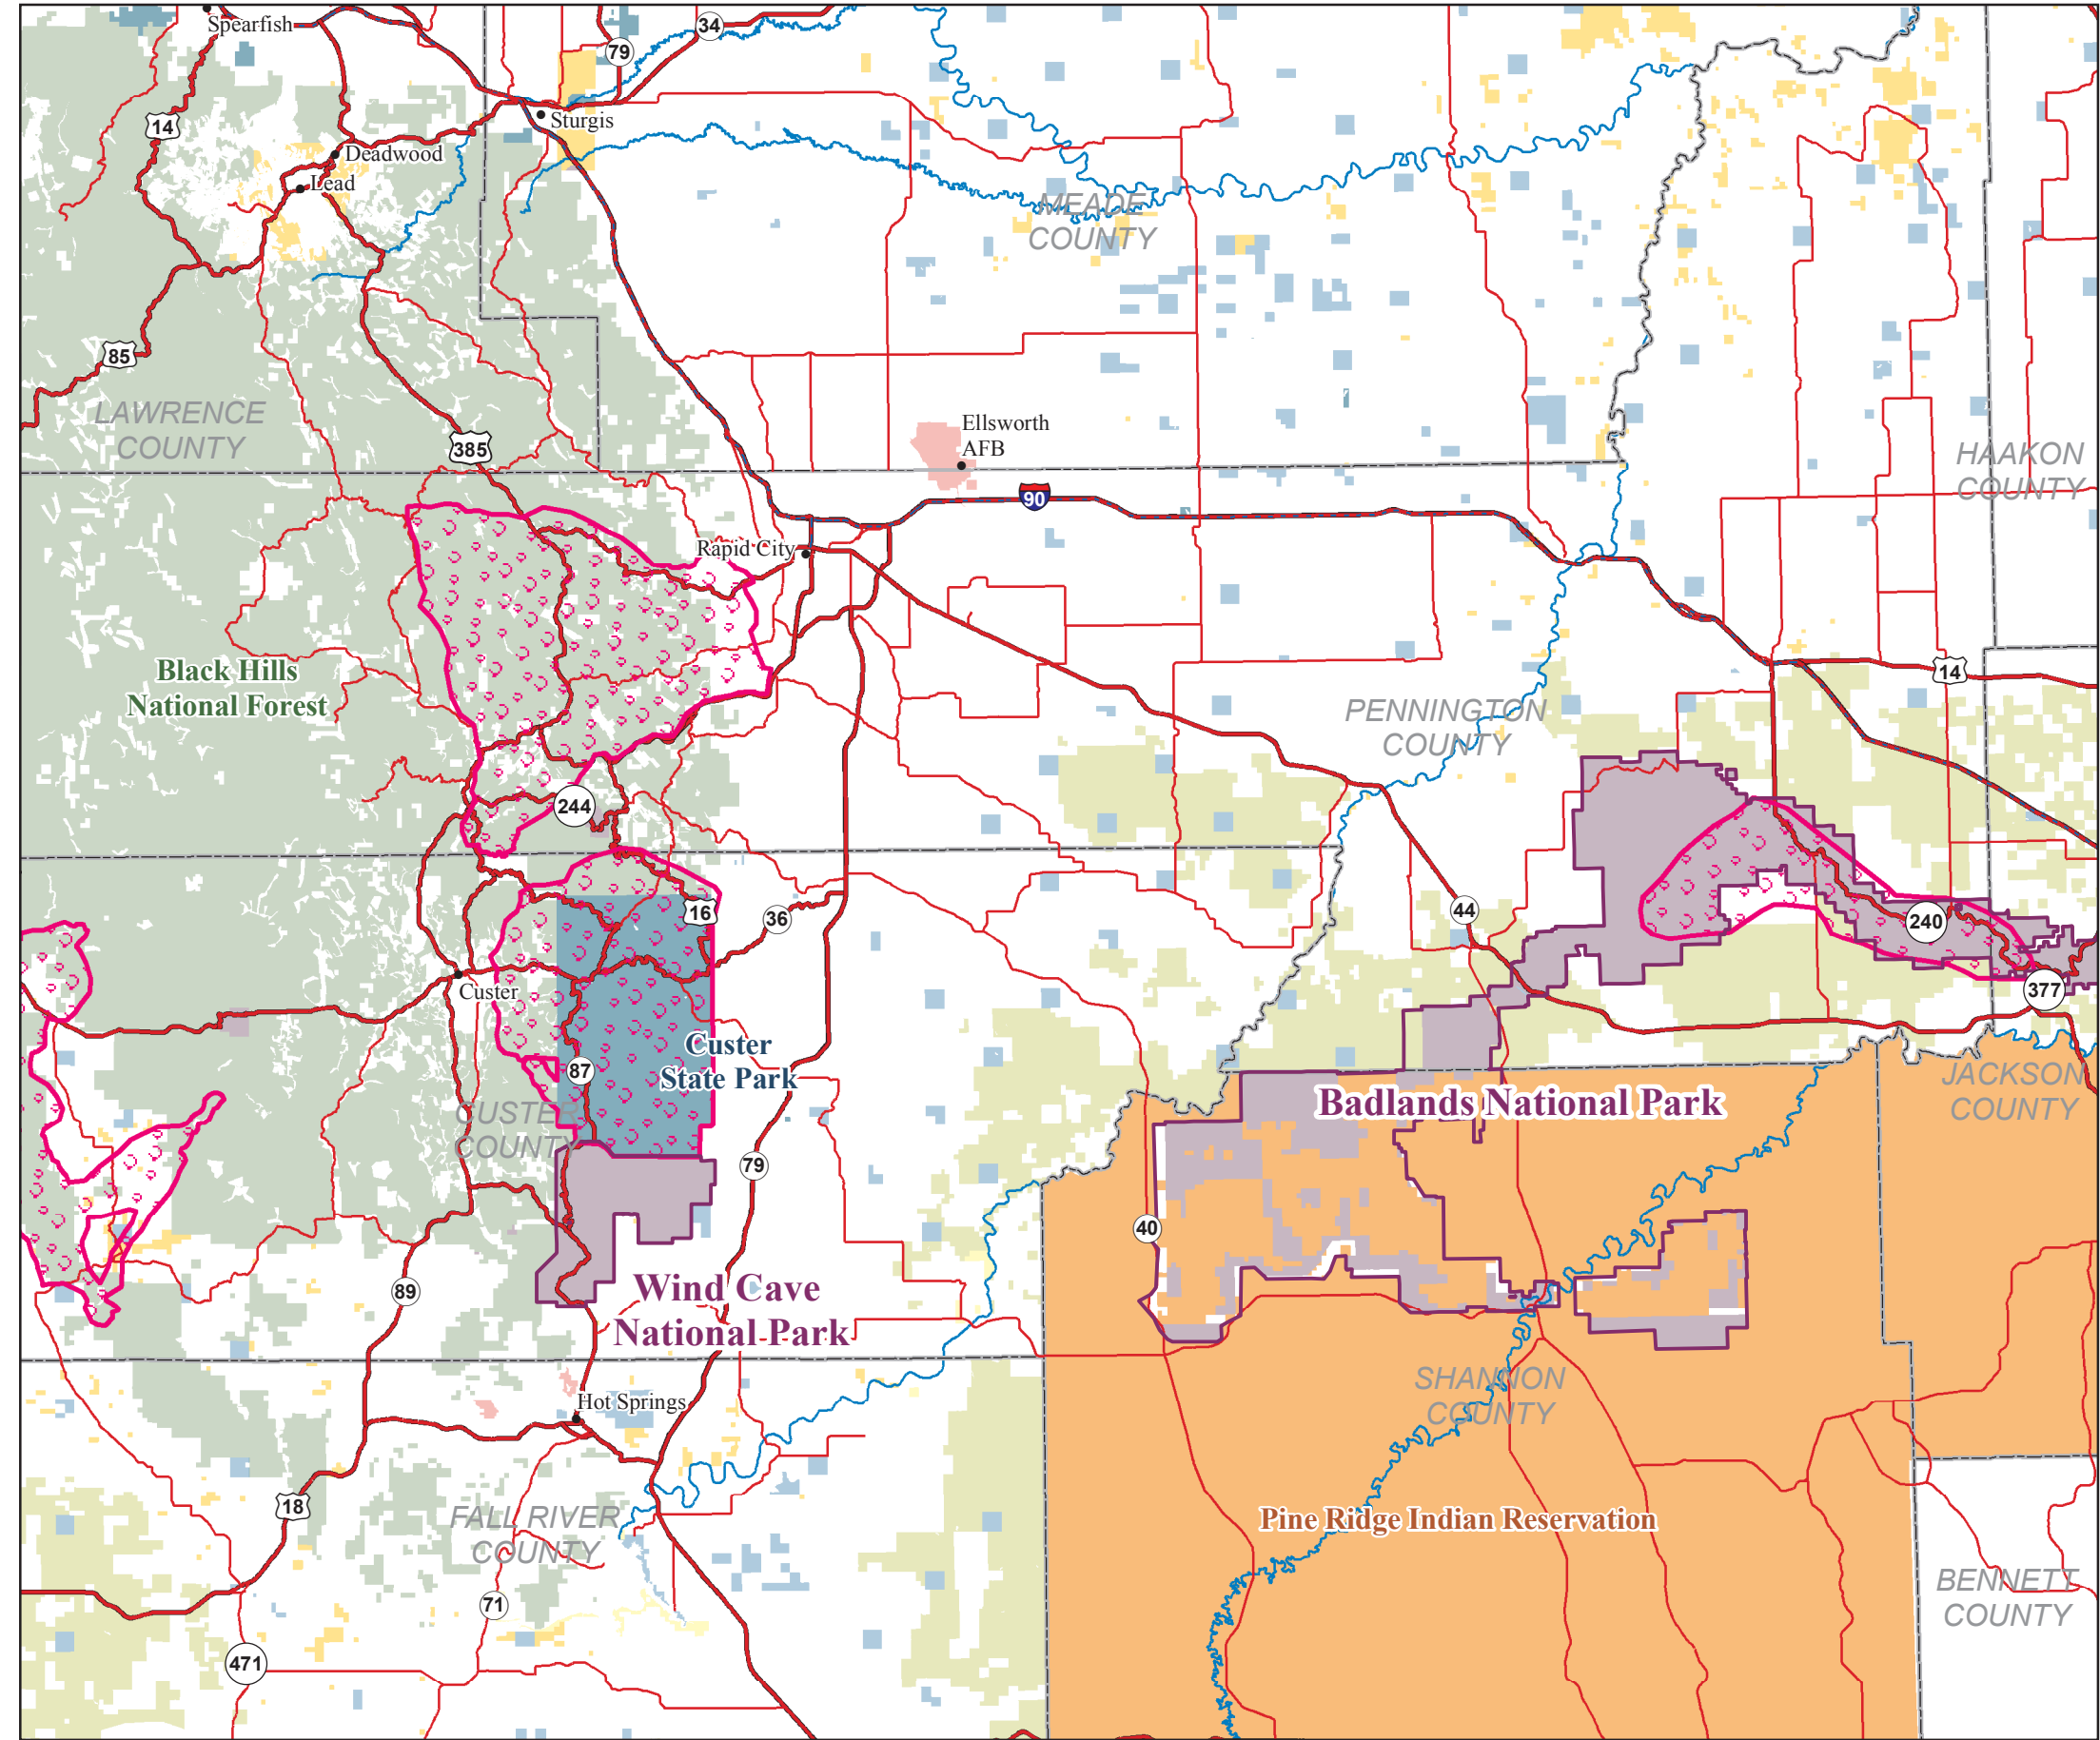 Spearfish
34
79
14
Sturgis
Deadwood
Lead
MEADE
COUNTY
85
LAWRENCE
COUNTY
385
Ellsworth
AFB
HAAKON
COUNTY
90
Rapid City
Black Hills
National Forest
14
PENNINGTON
COUNTY
244
16
36
44
240
Custer
377
Custer
State Park
87
CUSTER
COUNTY
Badlands National Park
JACKSON
COUNTY
79
40
89
Wind Cave
National Park
SHANNON
COUNTY
Hot Springs
18
FALL RIVER
COUNTY
Pine Ridge Indian Reservation
71
BENNETT
COUNTY
471